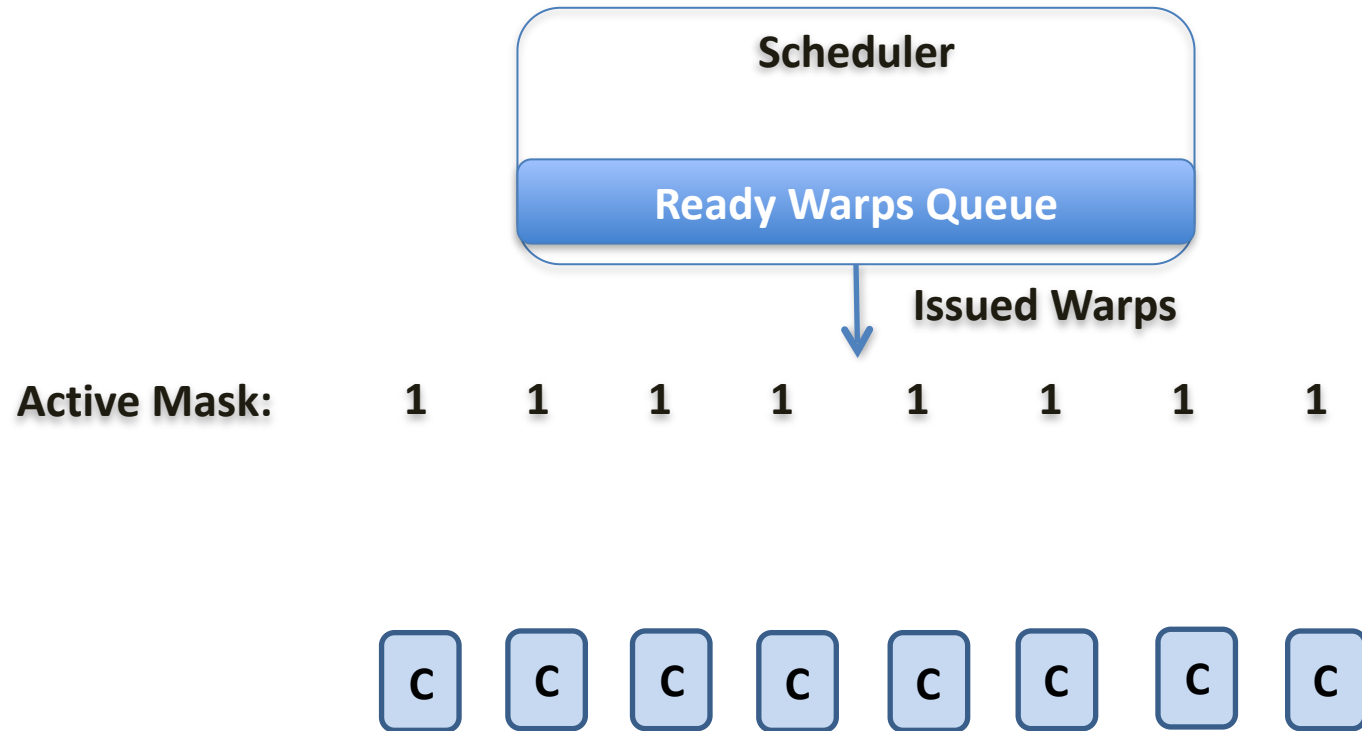 Scheduler
Ready Warps Queue
Issued Warps
Active Mask: 1 1 1 1 1 1 1 1
C C C C C C C C